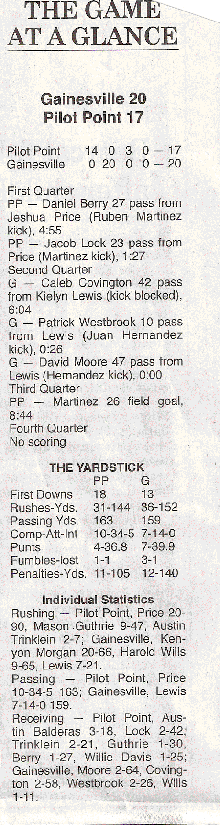 THE GAME
AT A GLANCE
Gainesville 20
Pilot Point 17
Pilot Point 14 0 3 0 – 17
Gainesville 0 20 0 0 – 20
First Quarter
PP — Daniel Berry 27 pass from
Jeshua Price (Ruben Martinez
kick), 4:55
PP — Jacob Lock 23 pass from
Price (Martinez kick), 1:27
Second Quarter
G — Caleb Covington 42 pass
from Kielyn Lewis (kick blocked),
6:04
G — Patrick Westbrook 10 pass
from Lewis (Juan Hernandez
kick), 0:26
G — David Moore 47 pass from
Lewis (Hernandez kick), 0:00
Third Quarter
PP — Martinez 26 field goal,
8:44
Fourth Quarter
No scoring
THE YARDSTICK
PP G
First Downs 18 13
Rushes-Yds. 31-144 36-152
Passing Yds. 163 159
Comp-Att-Int 10-34-5 7-14-0
Punts 4-36.8 7-39.9
Fumbles-lost 1-1 3-1
Penalties-Yds. 11-105 12-140
Individual Statistics
Rushing — Pilot Point, Price 20-
90, Mason Guthrie 9-47, Austin
Trinklein 2-7; Gainesville, Ken-
yon Morgan 20-66, Harold Wills
9-65, Lewis 7-21.
Passing — Pilot Point, Price
10-34-5 163; Gainesville, Lewis
7-14-0 159.
Receiving — Pilot Point, Aus-
tin Balderas 3-18, Lock 2-42,
Trinklein 2-21, Guthrie 1-30,
Berry 1-27, Willie Davis 1-25;
Gainesville, Moore 2-64, Coving-
ton 2-58, Westbrook 2-26, Wills
1-11.